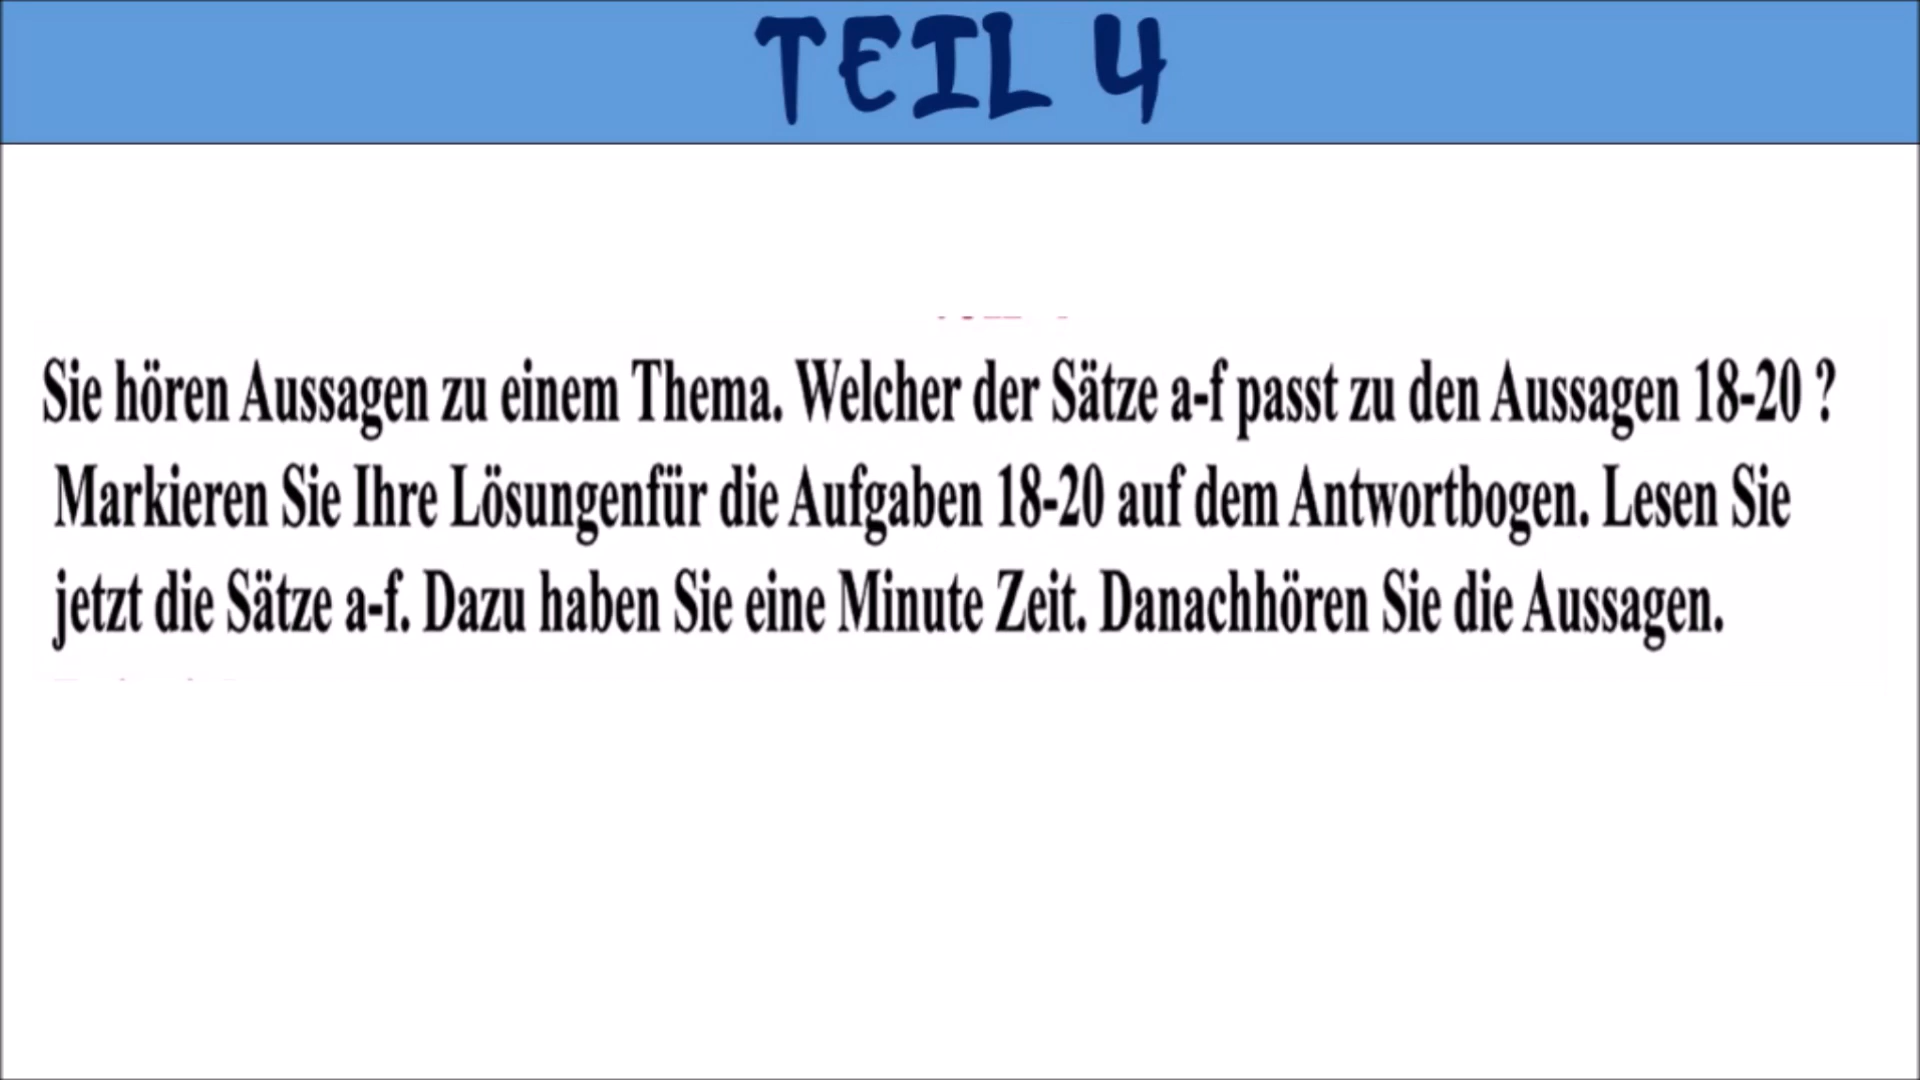 TEIL 4
Sie hören Aussagen zu einem Thema. Welcher der Sätze a-f passt zu den Aussagen 18-20 ?
Markieren Sie Ihre Lösungenfür die Aufgaben 18-20 auf dem Antwortbogen. Lesen Sie
jetzt die Sätze a-f. Dazu haben Sie eine Minute Zeit. Danachhören Sie die Aussagen.